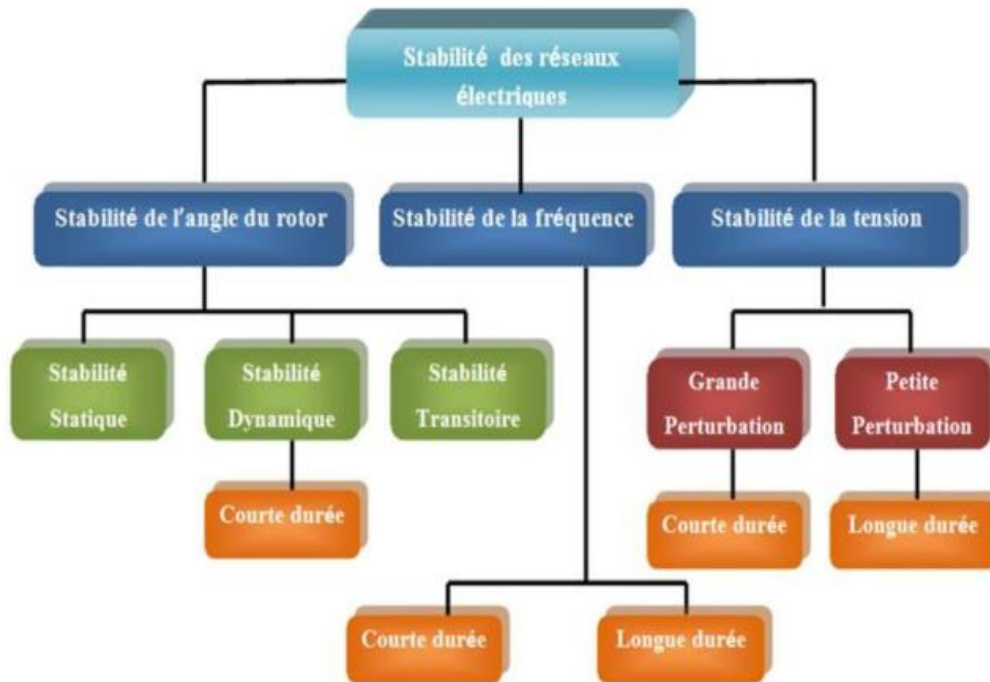 Stabilité des réseaux
électriques
Stabilité de l'angle du rotor
Stabilité de la fréquence
Stabilité de la tension
Stabilité
Statique
Stabilité
Dynamique
Stabilité
Transitoire
Grande
Perturbation
Petite
Perturbation
Courte durée
Courte durée
Longue durée
Courte durée
Longue durée